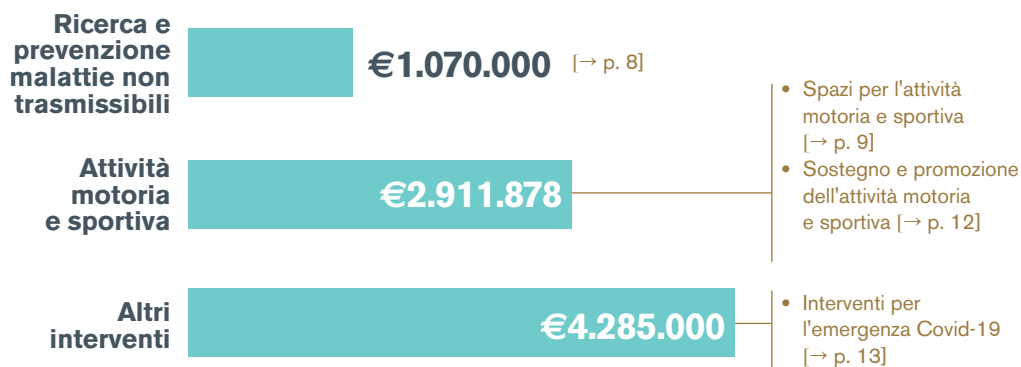 Ricerca e
prevenzione
malattie non
trasmissibili
€1.070.000 [→ p. 8]
Attività
motoria
e sportiva
€2.911.878
• Spazi per l'attività
motoria e sportiva
[→ p. 9]
• Sostegno e promozione
dell'attività motoria
e sportiva [→ p. 12]
Altri
interventi
€4.285.000
• Interventi per
l'emergenza Covid-19
[→ p. 13]